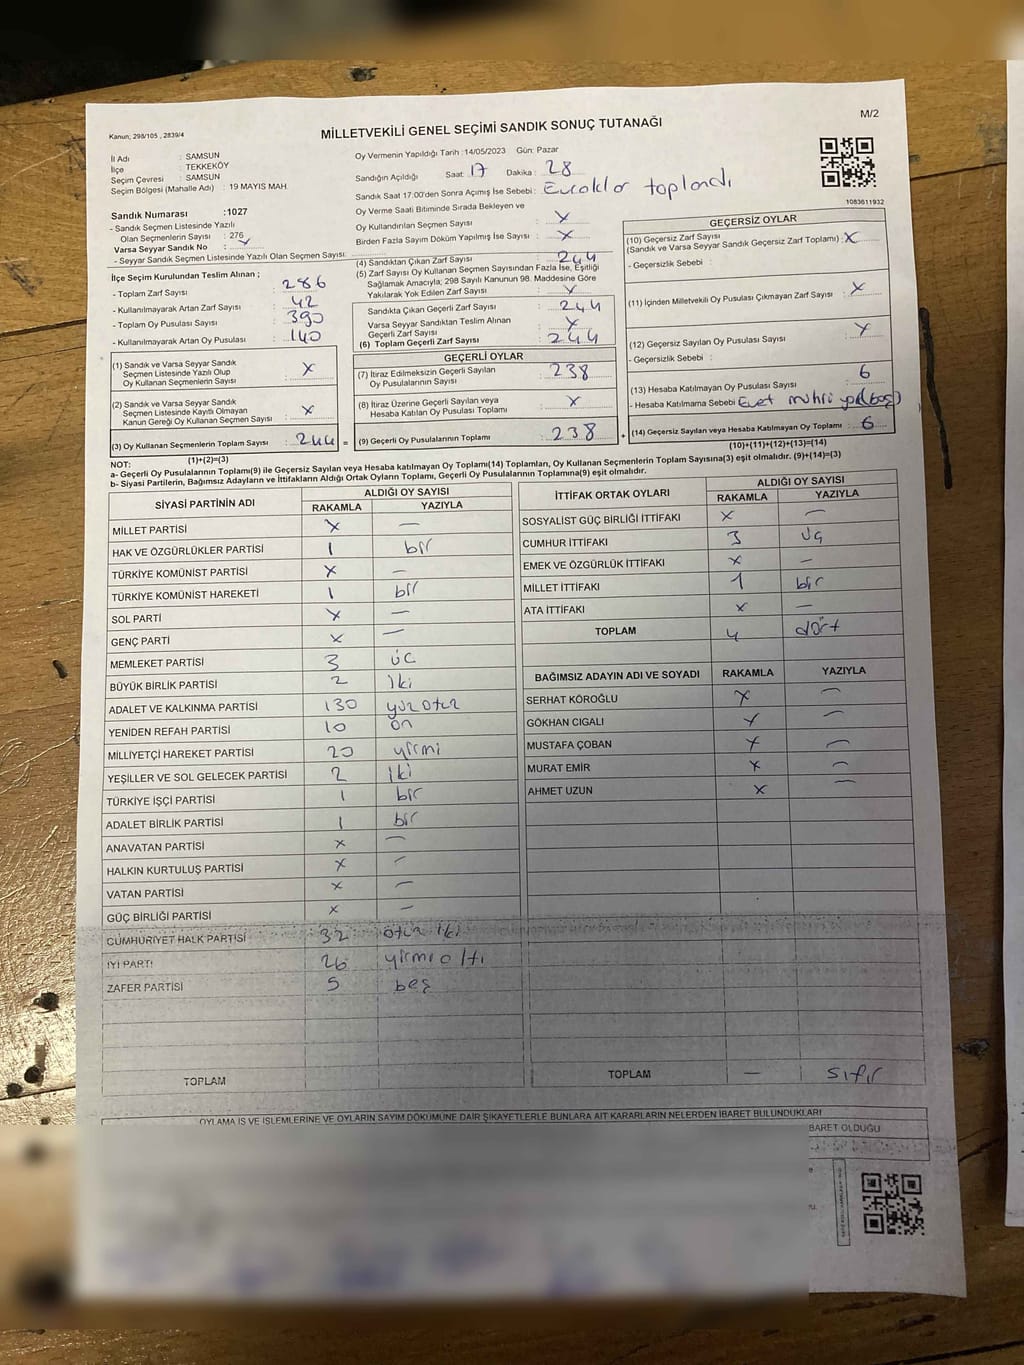 Kanun; 298/105 , 2839/4
M/2
MİLLETVEKİLİ GENEL SEÇİMİ SANDIK SONUÇ TUTANAĞI
İl Adı : SAMSUN
İlçe : TEKKEKÖY
Seçim Çevresi : SAMSUN
Seçim Bölgesi (Mahalle Adı) : 19 MAYIS MAH.
Oy Vermenin Yapıldığı Tarih :14/05/2023 Gün: Pazar
Sandığın Açıldığı Saat: 17 Dakika : 28
Sandık Saat 17.00'den Sonra Açımış İse Sebebi : Evraklar toplandı
1083611932
Sandık Numarası :1027
- Sandık Seçmen Listesinde Yazılı
Olan Seçmenlerin Sayısı : 276
Varsa Seyyar Sandık No :
- Seyyar Sandık Seçmen Listesinde Yazılı Olan Seçmen Sayısı:
Oy Verme Saati Bitiminde Sırada Bekleyen ve
Oy Kullandırılan Seçmen Sayısı : X
Birden Fazla Sayım Döküm Yapılmış İse Sayısı : X
(4) Sandıktan Çıkan Zarf Sayısı : 244
(5) Zarf Sayısı Oy Kullanan Seçmen Sayısından Fazla İse, Eşitliği
Sağlamak Amacıyla; 298 Sayılı Kanunun 98. Maddesine Göre
Yakılarak Yok Edilen Zarf Sayısı : X
İlçe Seçim Kurulundan Teslim Alınan ;
- Toplam Zarf Sayısı : 286
- Kullanılmayarak Artan Zarf Sayısı : 42
- Toplam Oy Pusulası Sayısı : 390
- Kullanılmayarak Artan Oy Pusulası : 140
Sandıkta Çıkan Geçerli Zarf Sayısı : 244
Varsa Seyyar Sandıktan Teslim Alınan
Geçerli Zarf Sayısı : X
(6) Toplam Geçerli Zarf Sayısı : 244
GEÇERSİZ OYLAR
(10) Geçersiz Zarf Sayısı
(Sandık ve Varsa Seyyar Sandık Geçersiz Zarf Toplamı) : X
- Geçersizlik Sebebi :
(11) İçinden Milletvekili Oy Pusulası Çıkmayan Zarf Sayısı : X
(12) Geçersiz Sayılan Oy Pusulası Sayısı : X
- Geçersizlik Sebebi :
(13) Hesaba Katılmayan Oy Pusulası Sayısı : 6
- Hesaba Katılmama Sebebi : Evet mührü yok(boş)
(14) Geçersiz Sayılan veya Hesaba Katılmayan Oy Toplamı : 6
(10)+(11)+(12)+(13)=(14)
(1) Sandık ve Varsa Seyyar Sandık
Seçmen Listesinde Yazılı Olup
Oy Kullanan Seçmenlerin Sayısı : X
(2) Sandık ve Varsa Seyyar Sandık
Seçmen Listesinde Kayıtlı Olmayan
Kanun Gereği Oy Kullanan Seçmen Sayısı : X
(3) Oy Kullanan Seçmenlerin Toplam Sayısı : 244 =
(1)+(2)=(3)
GEÇERLİ OYLAR
(7) İtiraz Edilmeksizin Geçerli Sayılan
Oy Pusulalarının Sayısı : 238
(8) İtiraz Üzerine Geçerli Sayılan veya
Hesaba Katılan Oy Pusulası Toplamı : X
(9) Geçerli Oy Pusulalarının Toplamı : 238 +
NOT:
a- Geçerli Oy Pusulalarının Toplamı(9) ile Geçersiz Sayılan veya Hesaba katılmayan Oy Toplamı(14) Toplamları, Oy Kullanan Seçmenlerin Toplam Sayısına(3) eşit olmalıdır. (9)+(14)=(3)
b- Siyasi Partilerin, Bağımsız Adayların ve İttifakların Aldığı Ortak Oyların Toplamı, Geçerli Oy Pusulalarının Toplamına(9) eşit olmalıdır.
SİYASİ PARTİNİN ADI ALDIĞI OY SAYISI
RAKAMLA YAZIYLA
MİLLET PARTİSİ X —
HAK VE ÖZGÜRLÜKLER PARTİSİ 1 bir
TÜRKİYE KOMÜNİST PARTİSİ X —
TÜRKİYE KOMÜNİST HAREKETİ 1 bir
SOL PARTİ X —
GENÇ PARTİ X —
MEMLEKET PARTİSİ 3 üç
BÜYÜK BİRLİK PARTİSİ 2 İki
ADALET VE KALKINMA PARTİSİ 130 yüz otuz
YENİDEN REFAH PARTİSİ 10 on
MİLLİYETÇİ HAREKET PARTİSİ 20 yirmi
YEŞİLLER VE SOL GELECEK PARTİSİ 2 iki
TÜRKİYE İŞÇİ PARTİSİ 1 bir
ADALET BİRLİK PARTİSİ 1 bir
ANAVATAN PARTİSİ X —
HALKIN KURTULUŞ PARTİSİ X —
VATAN PARTİSİ X —
GÜÇ BİRLİĞİ PARTİSİ X —
CUMHURİYET HALK PARTİSİ 32 otuz iki
İYİ PARTİ 26 yirmi altı
ZAFER PARTİSİ 5 beş
TOPLAM
İTTİFAK ORTAK OYLARI ALDIĞI OY SAYISI
RAKAMLA YAZIYLA
SOSYALİST GÜÇ BİRLİĞİ İTTİFAKI X —
CUMHUR İTTİFAKI 3 üç
EMEK VE ÖZGÜRLÜK İTTİFAKI X —
MİLLET İTTİFAKI 1 bir
ATA İTTİFAKI X —
TOPLAM 4 dört
BAĞIMSIZ ADAYIN ADI VE SOYADI RAKAMLA YAZIYLA
SERHAT KÖROĞLU X —
GÖKHAN CIGALI X —
MUSTAFA ÇOBAN X —
MURAT EMİR X —
AHMET UZUN X —
TOPLAM — sıfır
OYLAMA İŞ VE İŞLEMLERİNE VE OYLARIN SAYIM DÖKÜMÜNE DAİR ŞİKAYETLERLE BUNLARA AİT KARARLARIN NELERDEN İBARET BULUNDUKLARI
BARET OLDUĞU